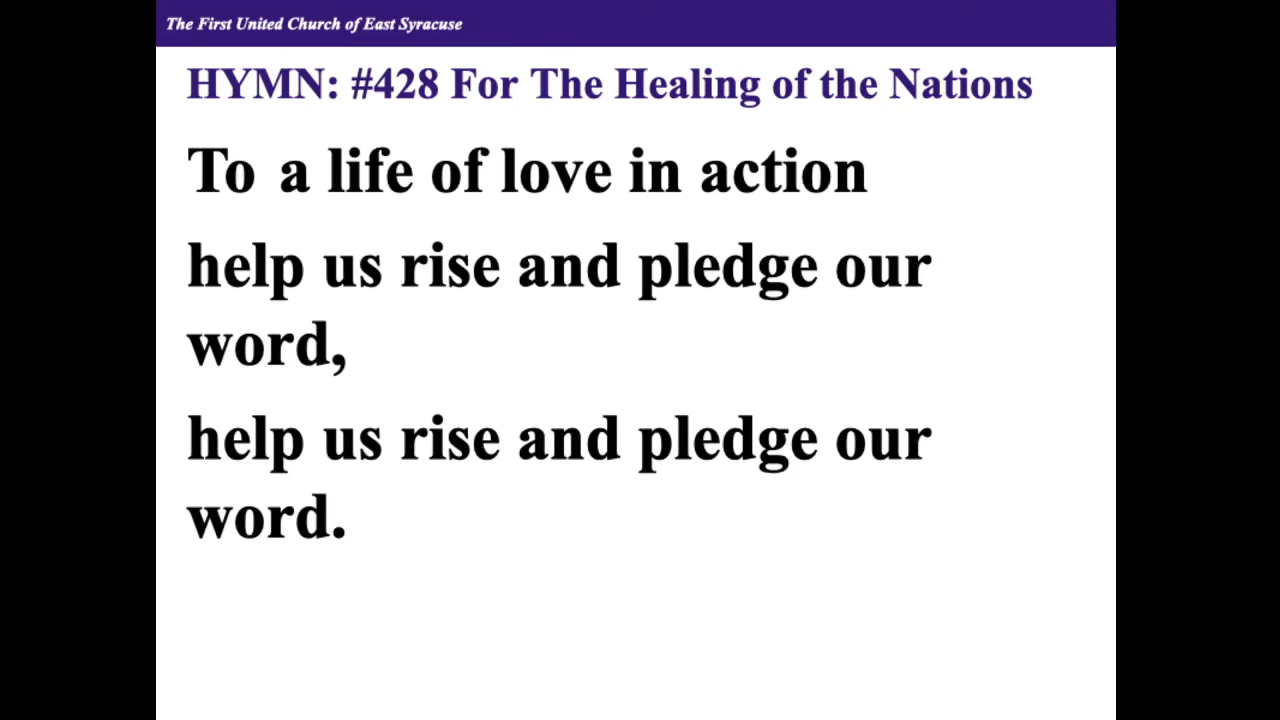 The First United Church of East Syracuse
HYMN: #428 For The Healing of the Nations
To a life of love in action
help us rise and pledge our
word,
help us rise and pledge our
word.